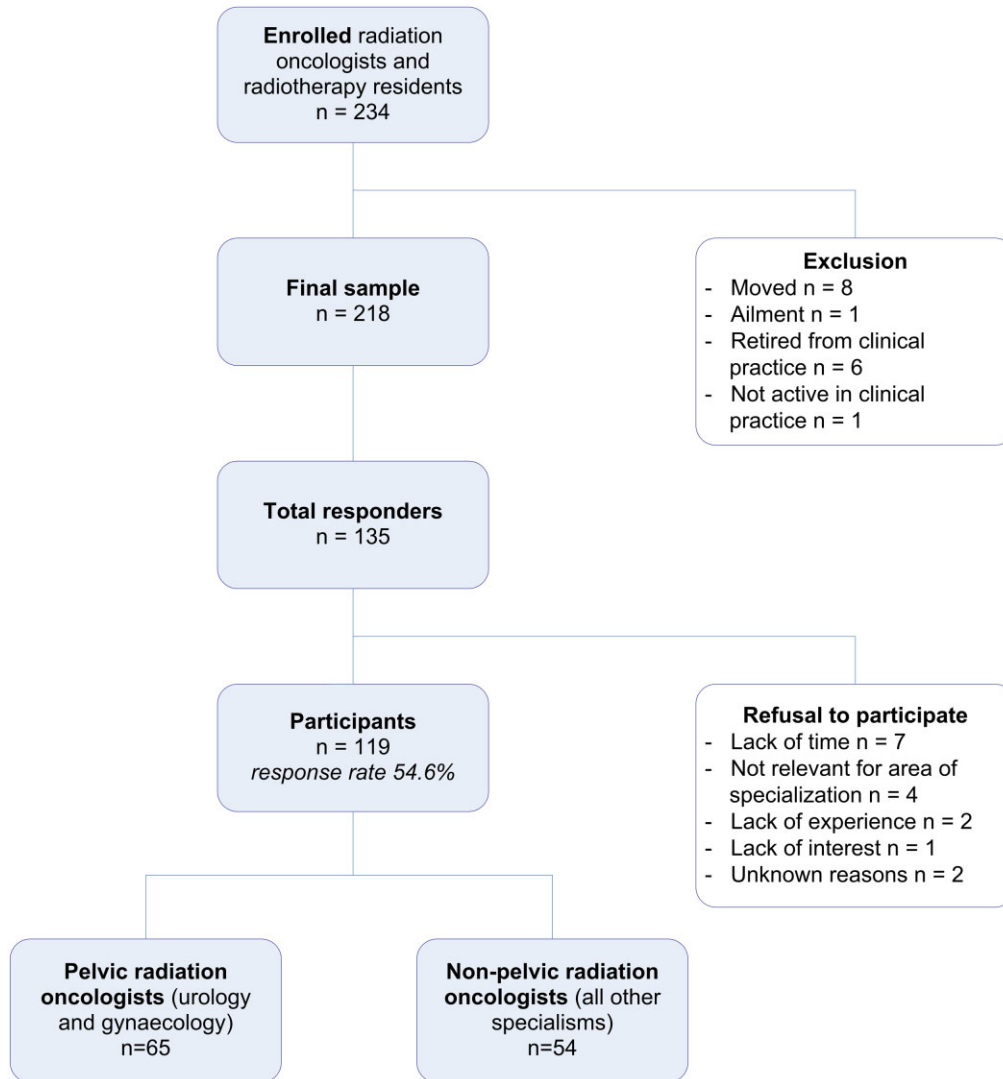 Enrolled radiation
oncologists and
radiotherapy residents
n = 234
Final sample
n = 218
Exclusion
- Moved n = 8
- Ailment n = 1
- Retired from clinical
practice n = 6
- Not active in clinical
practice n = 1
Total responders
n = 135
Participants
n = 119
response rate 54.6%
Refusal to participate
- Lack of time n = 7
- Not relevant for area of
specialization n = 4
- Lack of experience n = 2
- Lack of interest n = 1
- Unknown reasons n = 2
Pelvic radiation
oncologists (urology
and gynaecology)
n=65
Non-pelvic radiation
oncologists (all other
specialisms)
n=54